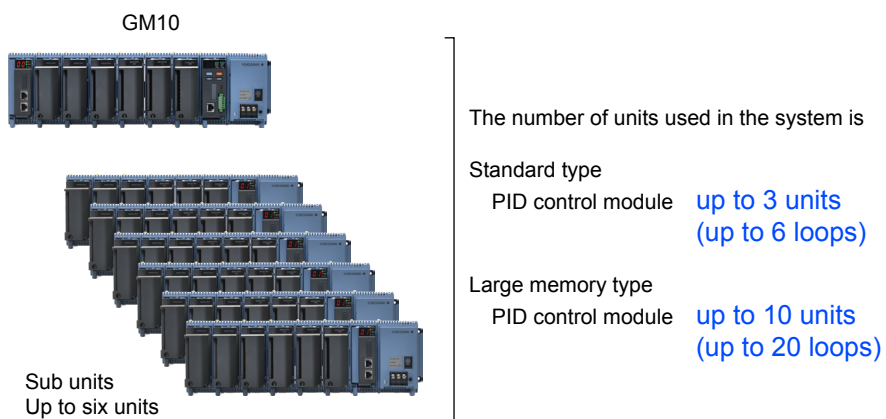 GM10
The number of units used in the system is
Standard type
PID control module up to 3 units
(up to 6 loops)
Large memory type
PID control module up to 10 units
(up to 20 loops)
Sub units
Up to six units